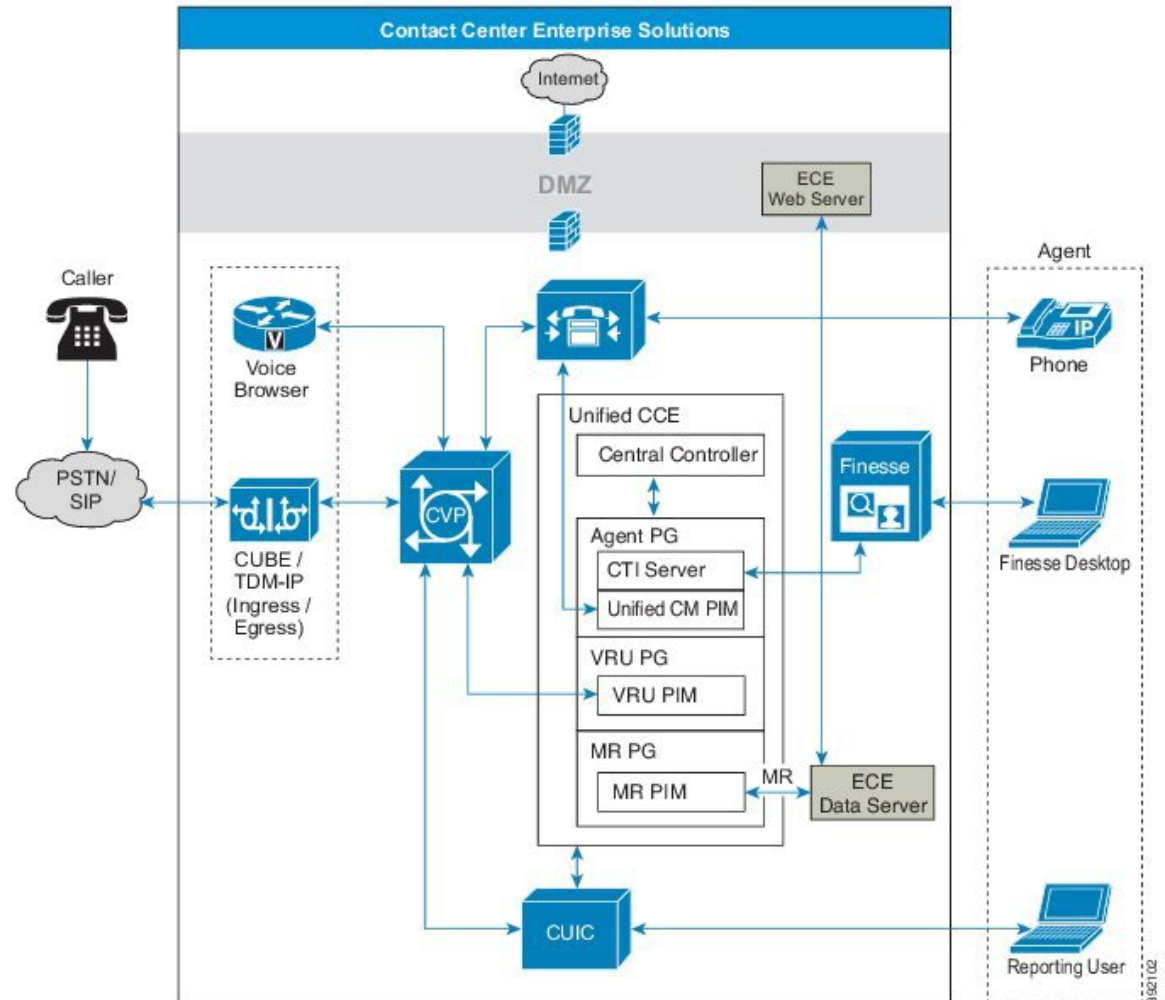 Contact Center Enterprise Solutions
Internet
DMZ
ECE
Web Server
Caller
Agent
V
Voice
Browser
IP
Phone
Unified CCE
Central Controller
PSTN/
SIP
CUBE /
TDM-IP
(Ingress /
Egress)
CVP
Finesse
Agent PG
CTI Server
Unified CM PIM
Finesse Desktop
VRU PG
VRU PIM
MR PG
MR PIM
MR
ECE
Data Server
CUIC
Reporting User